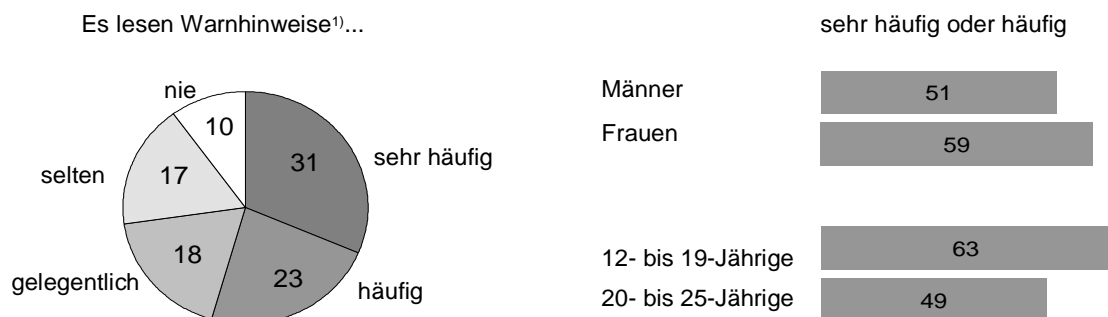 Es lesen Warnhinweise¹⁾...
nie
10
31
sehr häufig
selten
17
gelegentlich
18
23
häufig
sehr häufig oder häufig
Männer
51
Frauen
59
12- bis 19-Jährige
63
20- bis 25-Jährige
49